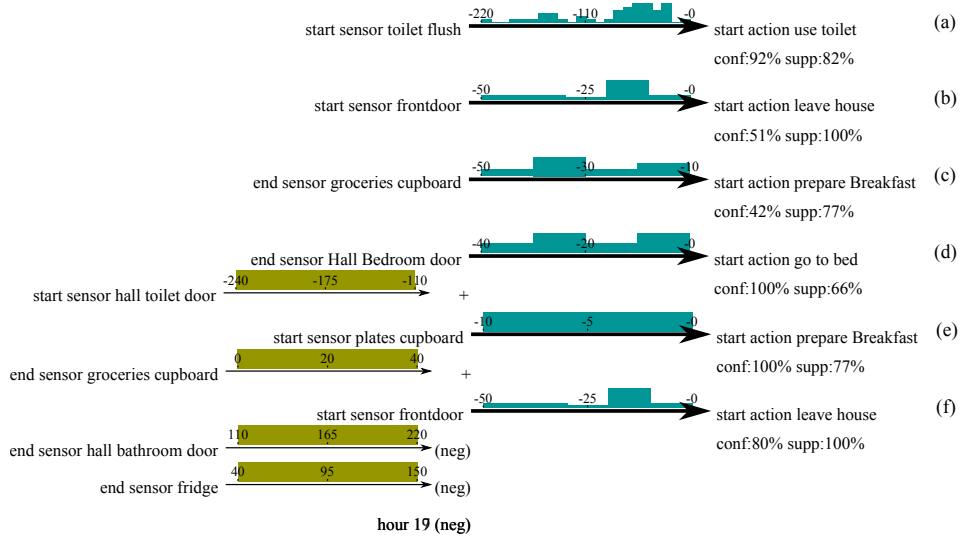 -220 -110 -0
start sensor toilet flush start action use toilet (a)
conf:92% supp:82%
-50 -25 -0
start sensor frontdoor start action leave house (b)
conf:51% supp:100%
-50 -30 -10
end sensor groceries cupboard start action prepare Breakfast (c)
conf:42% supp:77%
-40 -20 -0
end sensor Hall Bedroom door start action go to bed (d)
-240 -175 -110
start sensor hall toilet door + conf:100% supp:66%
-10 -5 -0
start sensor plates cupboard start action prepare Breakfast (e)
0 20 40
end sensor groceries cupboard + conf:100% supp:77%
-50 -25 -0
start sensor frontdoor start action leave house (f)
110 165 220
end sensor hall bathroom door (neg) conf:80% supp:100%
40 95 150
end sensor fridge (neg)
hour 19 (neg)